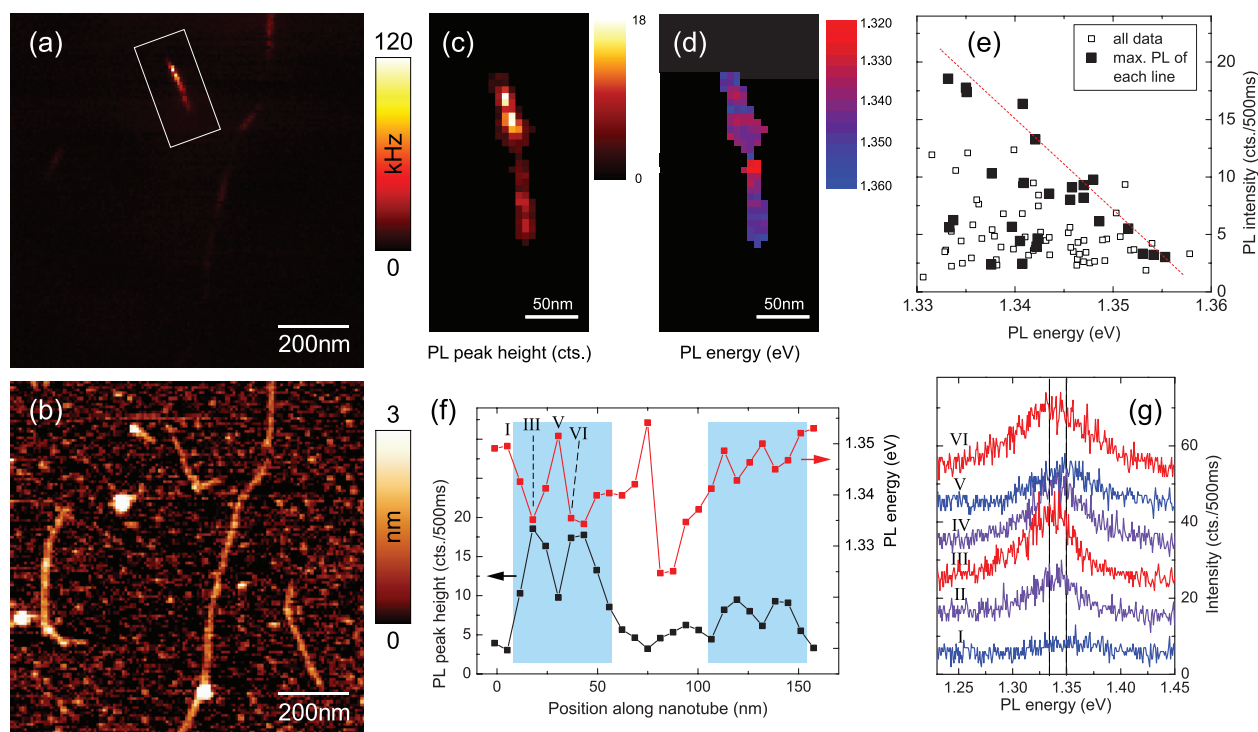 (a)
120
kHz
0
200nm
(b)
3
nm
0
200nm
(c)
18
0
50nm
PL peak height (cts.)
(d)
1.320
1.330
1.340
1.350
1.360
50nm
PL energy (eV)
(e)
all data
max. PL of
each line
20
15
10
5
0
PL intensity (cts./500ms)
1.33
1.34
1.35
1.36
PL energy (eV)
(f)
I
III
V
VI
1.35
1.34
1.33
PL energy (eV)
30
25
20
15
10
5
0
PL peak height (cts./500ms)
0
50
100
150
Position along nanotube (nm)
(g)
VI
V
IV
III
II
I
60
40
20
0
Intensity (cts./500ms)
1.25
1.30
1.35
1.40
1.45
PL energy (eV)